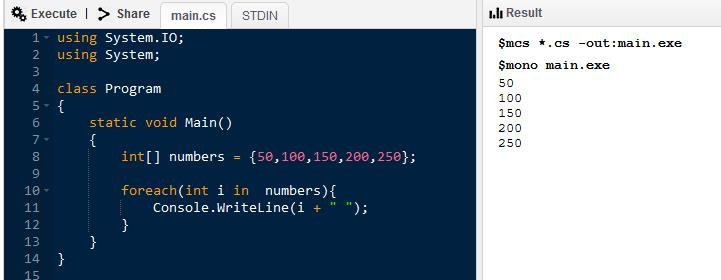 Execute | Share main.cs STDIN
1 using System.IO;
2 using System;
3
4 class Program
5 {
6 static void Main()
7 {
8 int[] numbers = {50,100,150,200,250};
9
10 foreach(int i in  numbers){
11 Console.WriteLine(i + " ");
12 }
13 }
14 }
15
Result
$mcs *.cs -out:main.exe
$mono main.exe
50
100
150
200
250